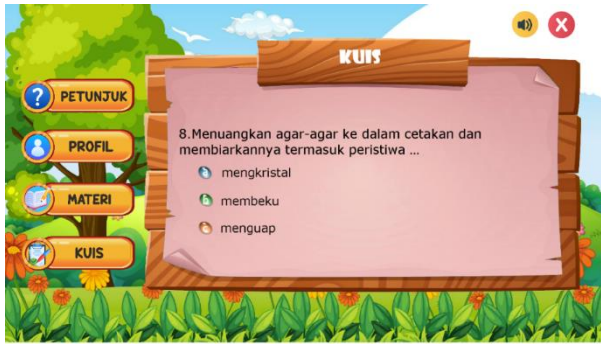 KUIS
PETUNJUK
PROFIL
MATERI
KUIS
8.Menuangkan agar-agar ke dalam cetakan dan
membiarkannya termasuk peristiwa ...
a mengkristal
b membeku
c menguap